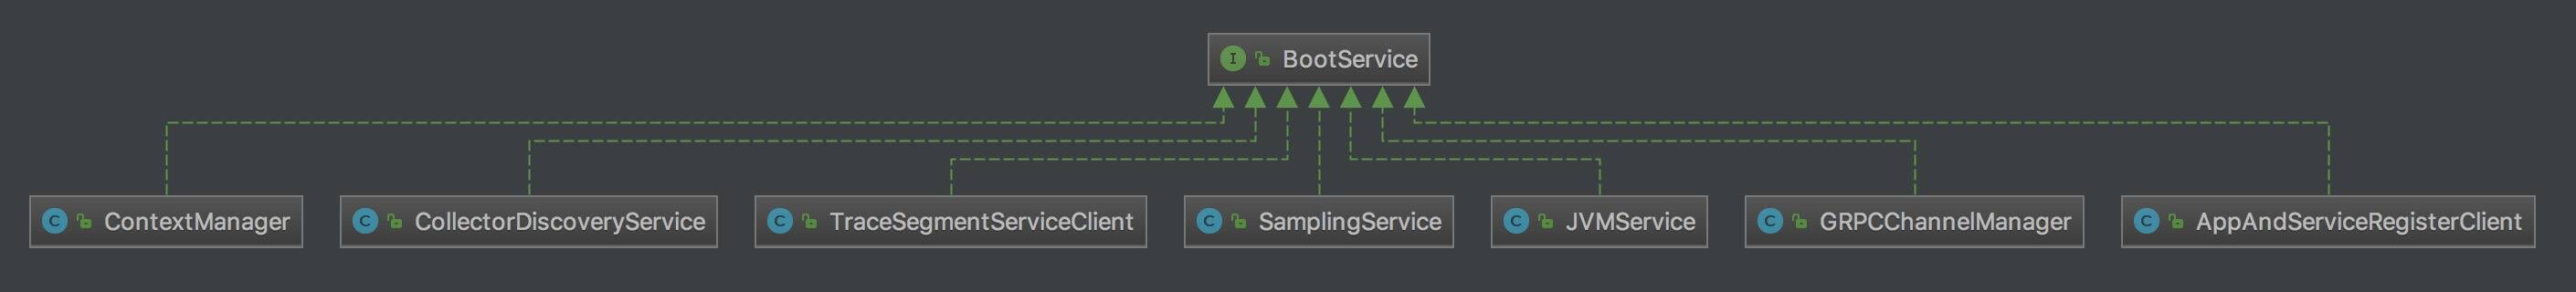 I BootService
C ContextManager
C CollectorDiscoveryService
C TraceSegmentServiceClient
C SamplingService
C JVMService
C GRPCChannelManager
C AppAndServiceRegisterClient